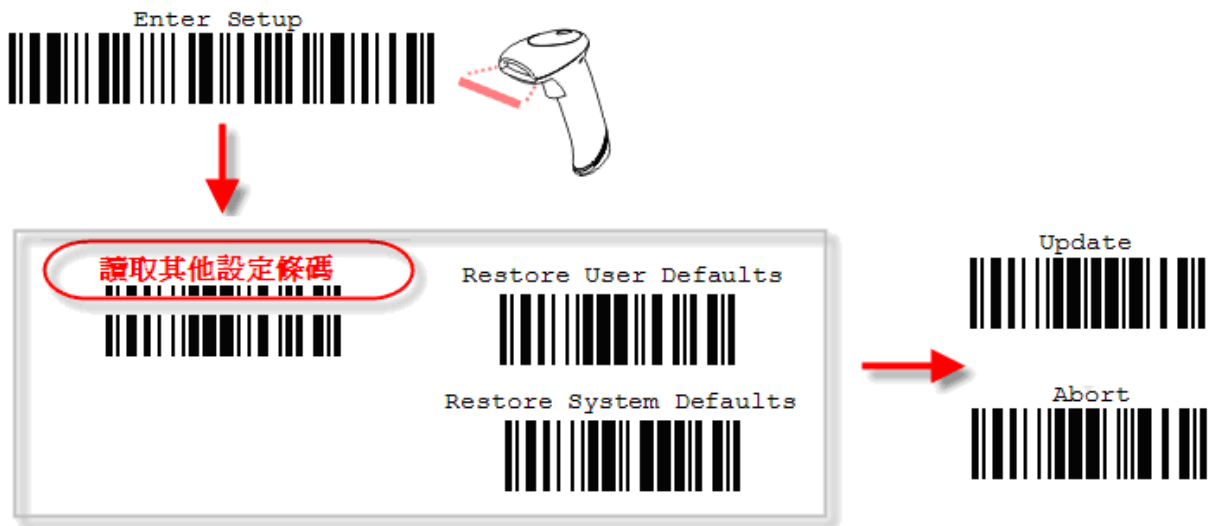 Enter Setup
讀取其他設定條碼
Restore User Defaults
Restore System Defaults
Update
Abort